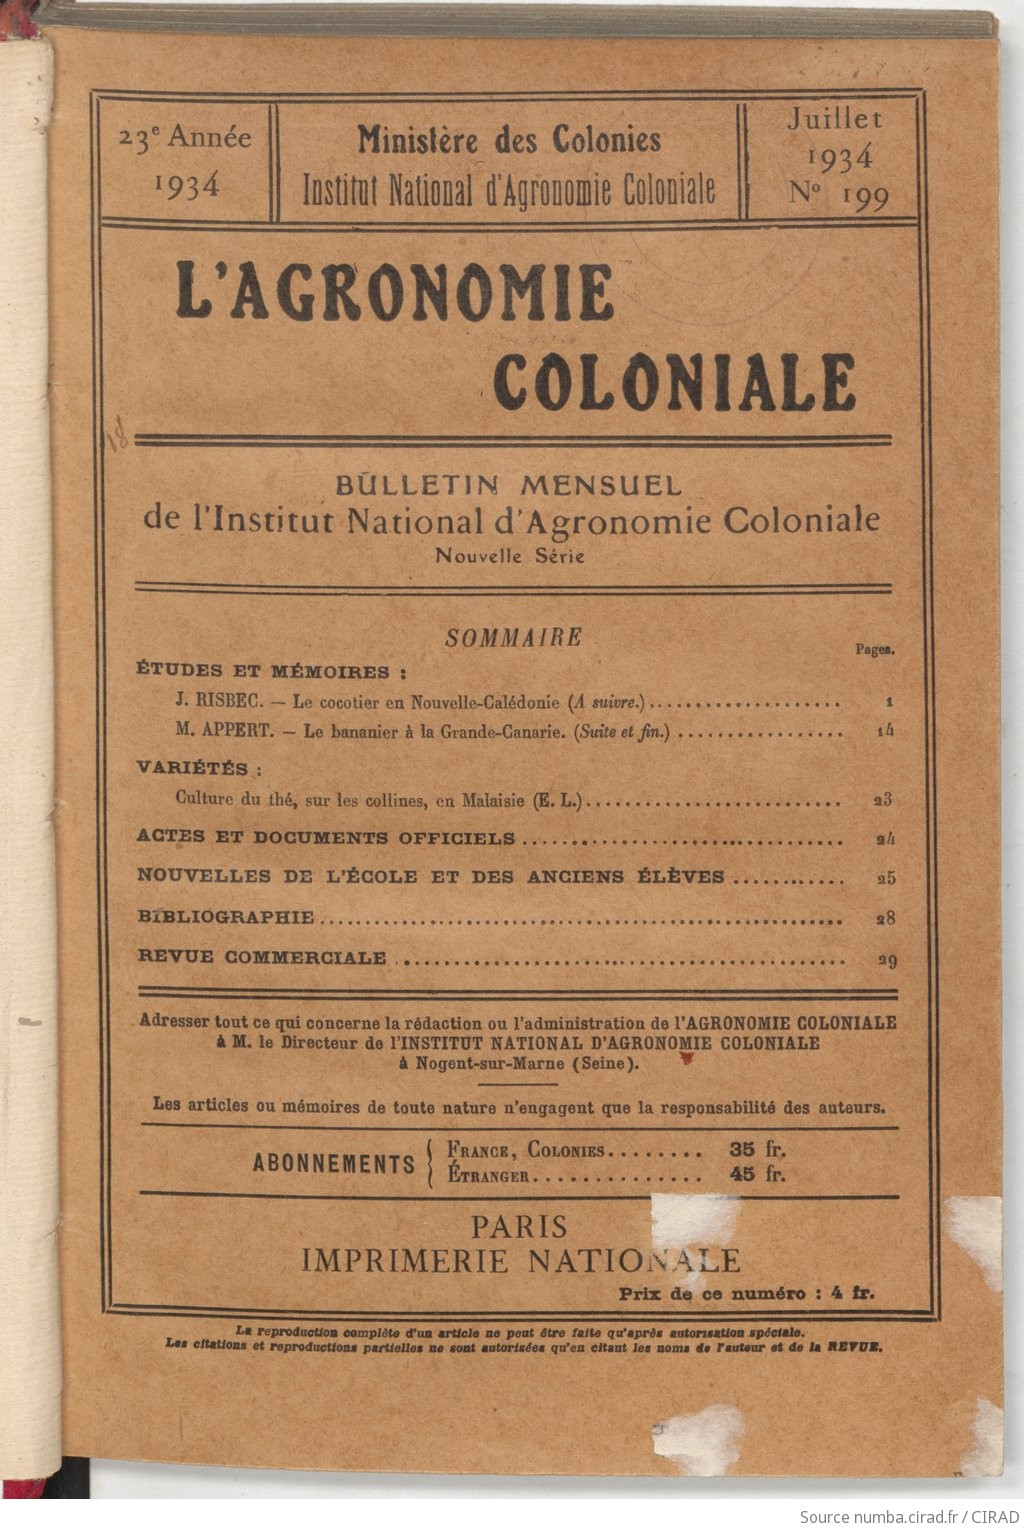 23e Année
1934
Ministère des Colonies
Institut National d'Agronomie Coloniale
Juillet
1934
No 199
L'AGRONOMIE
COLONIALE
18
BULLETIN MENSUEL
de l'Institut National d'Agronomie Coloniale
Nouvelle Série
SOMMAIRE
Pages.
ÉTUDES ET MÉMOIRES :
J. RISBEC. — Le cocotier en Nouvelle-Calédonie (A suivre.).................... 1
M. APPERT. — Le bananier à la Grande-Canarie. (Suite et fin.) ................. 14
VARIÉTÉS :
Culture du thé, sur les collines, en Malaisie (E. L.).......................... 23
ACTES ET DOCUMENTS OFFICIELS ................................ 24
NOUVELLES DE L'ÉCOLE ET DES ANCIENS ÉLÈVES ........... 25
BIBLIOGRAPHIE ..................................................... 28
REVUE COMMERCIALE ............................................ 29
Adresser tout ce qui concerne la rédaction ou l'administration de l'AGRONOMIE COLONIALE
à M. le Directeur de l'INSTITUT NATIONAL D'AGRONOMIE COLONIALE
à Nogent-sur-Marne (Seine).
Les articles ou mémoires de toute nature n'engagent que la responsabilité des auteurs.
ABONNEMENTS
FRANCE, COLONIES........ 35 fr.
ÉTRANGER.............. 45 fr.
PARIS
IMPRIMERIE NATIONALE
Prix de ce numéro : 4 fr.
La reproduction complète d'un article ne peut être faite qu'après autorisation spéciale.
Les citations et reproductions partielles ne sont autorisées qu'en citant les noms de l'auteur et de la REVUE.
Source numba.cirad.fr / CIRAD